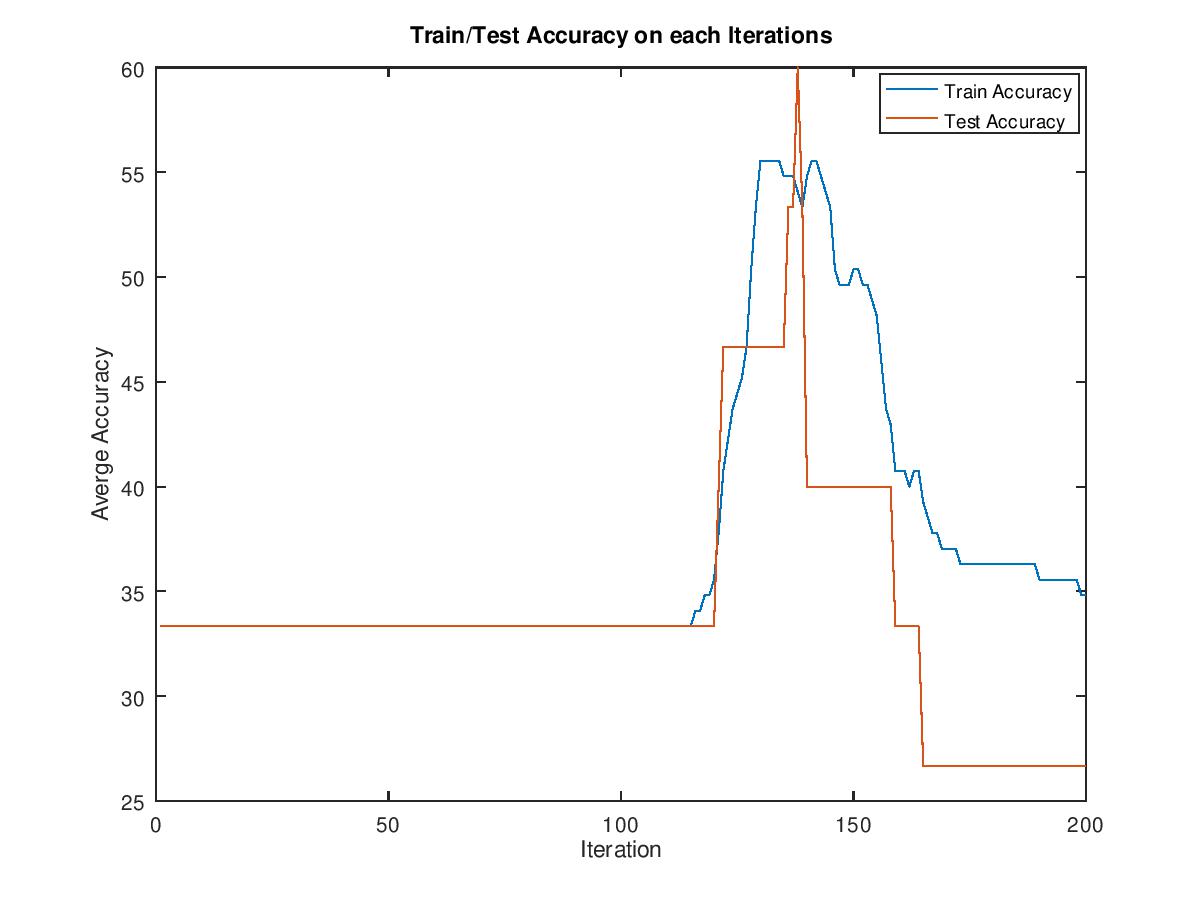 Train/Test Accuracy on each Iterations
Train Accuracy
Test Accuracy
Averge Accuracy
60
55
50
45
40
35
30
25
0 50 100 150 200
Iteration